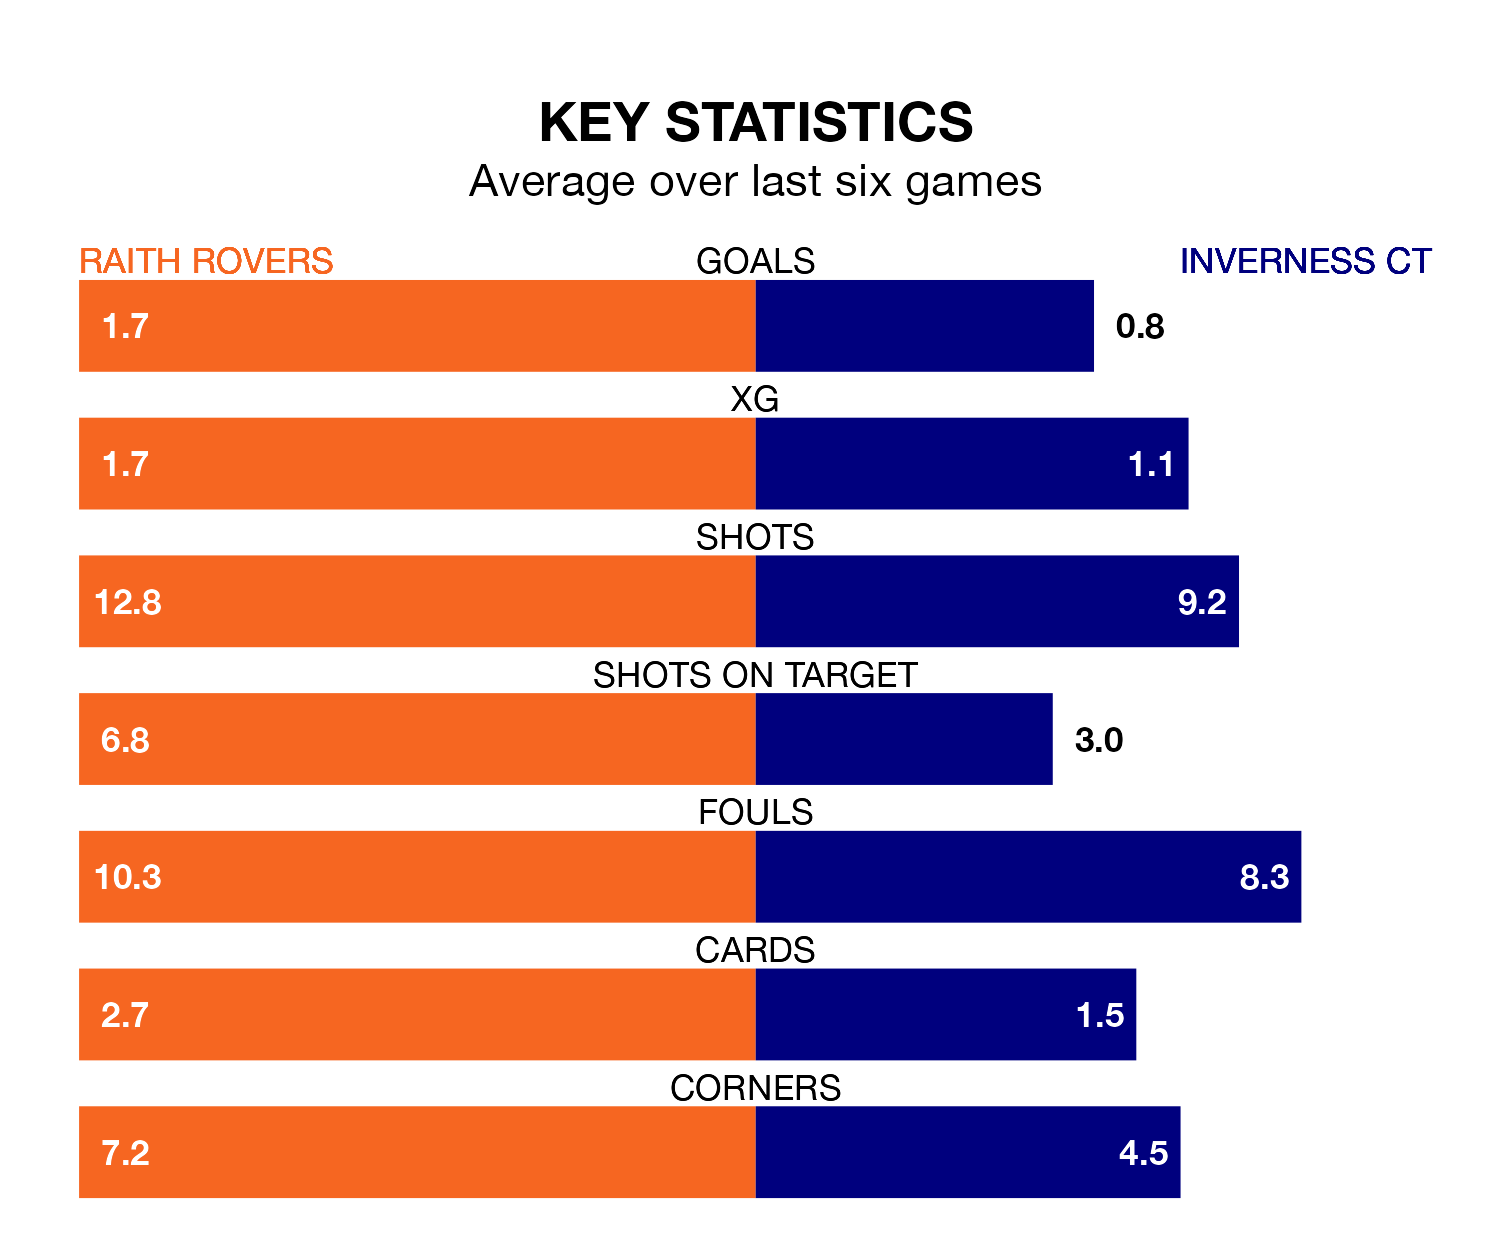 KEY STATISTICS
Average over last six games
RAITH ROVERS GOALS INVERNESS CT
1.7 0.8
XG
1.7 1.1
SHOTS
12.8 9.2
SHOTS ON TARGET
6.8 3.0
FOULS
10.3 8.3
CARDS
2.7 1.5
CORNERS
7.2 4.5